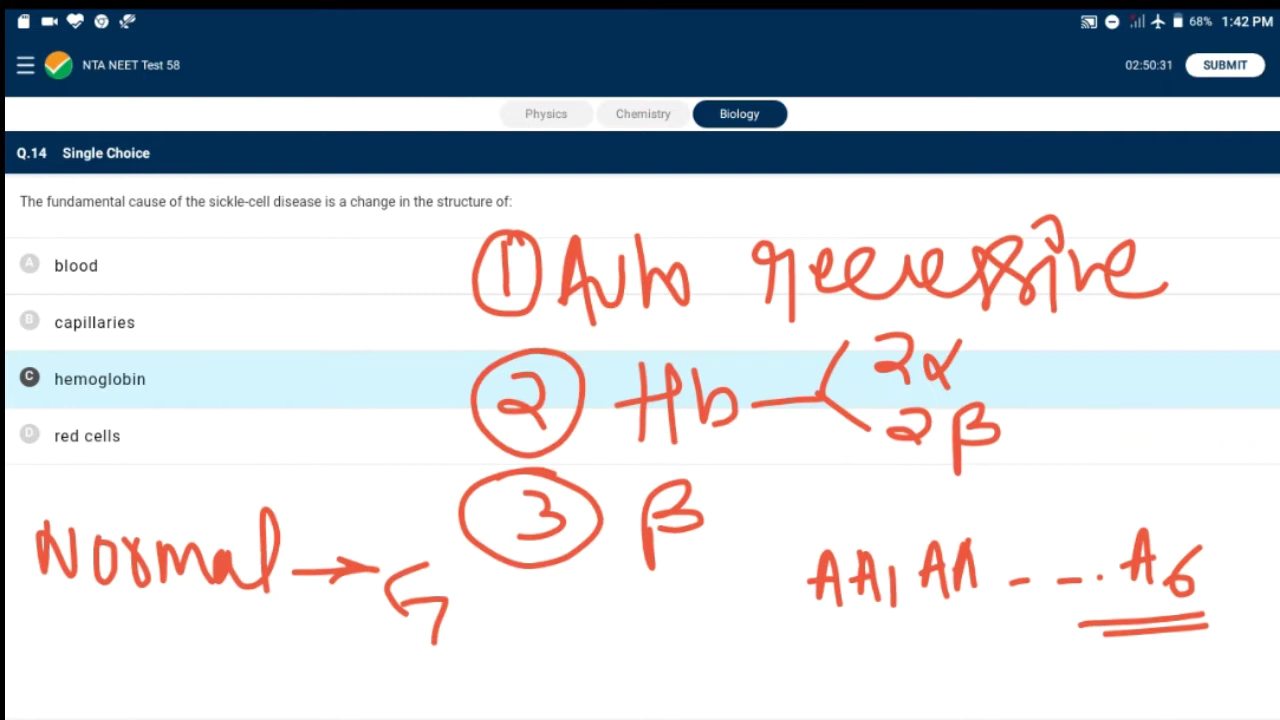 68% 1:42 PM
NTA NEET Test 58 02:50:31 SUBMIT
Physics Chemistry Biology
Q.14 Single Choice
The fundamental cause of the sickle-cell disease is a change in the structure of:
A blood
1 Auto recessive
B capillaries
2α
C hemoglobin
2 Hb
2β
D red cells
3 β
Normal → G
AA1 AA - - . A6